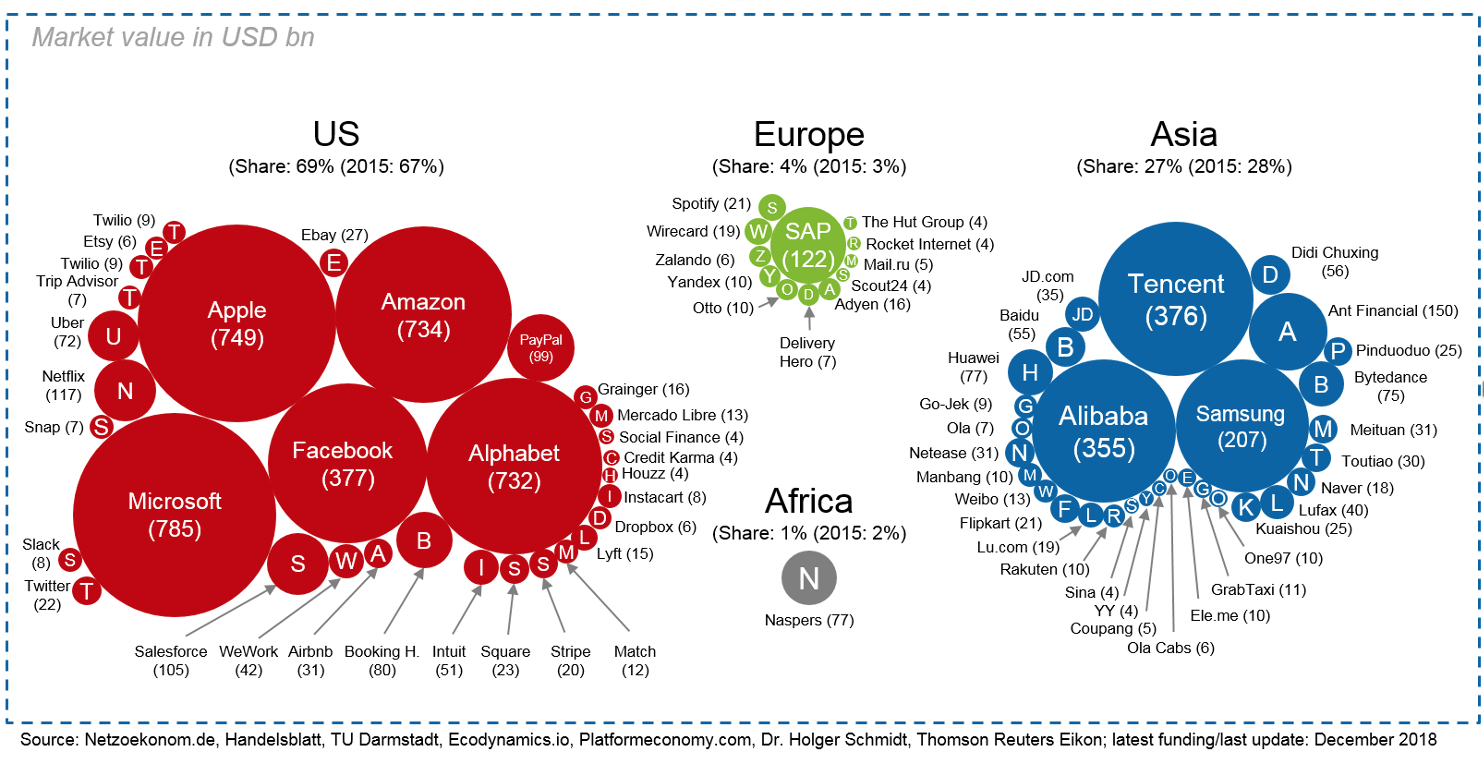 Market value in USD bn
US
(Share: 69% (2015: 67%)
Twilio (9)
T
Etsy (6)
E
Twilio (9)
T
Trip Advisor
(7)
T
Uber
(72)
U
Netflix
(117)
N
Snap (7)
S
Apple
(749)
Ebay (27)
E
Amazon
(734)
PayPal
(99)
Microsoft
(785)
Facebook
(377)
Alphabet
(732)
G
Grainger (16)
M
Mercado Libre (13)
S
Social Finance (4)
C
Credit Karma (4)
H
Houzz (4)
I
Instacart (8)
D
Dropbox (6)
L
Lyft (15)
Slack
(8)
S
Twitter
(22)
T
S
W
A
B
I
S
S
M
Salesforce
(105)
WeWork
(42)
Airbnb
(31)
Booking H.
(80)
Intuit
(51)
Square
(23)
Stripe
(20)
Match
(12)
Europe
(Share: 4% (2015: 3%)
Spotify (21)
S
Wirecard (19)
W
Zalando (6)
Z
Yandex (10)
Y
Otto (10)
O
SAP
(122)
T
The Hut Group (4)
R
Rocket Internet (4)
M
Mail.ru (5)
S
Scout24 (4)
A
Adyen (16)
D
Delivery
Hero (7)
Africa
(Share: 1% (2015: 2%)
N
Naspers (77)
Asia
(Share: 27% (2015: 28%)
Tencent
(376)
D
Didi Chuxing
(56)
JD.com
(35)
JD
Baidu
(55)
B
Huawei
(77)
H
Go-Jek (9)
G
Ola (7)
O
Netease (31)
N
Manbang (10)
M
Weibo (13)
W
Flipkart (21)
F
Lu.com (19)
L
Rakuten (10)
R
Alibaba
(355)
Samsung
(207)
A
Ant Financial (150)
P
Pinduoduo (25)
B
Bytedance
(75)
M
Meituan (31)
T
Toutiao (30)
N
Naver (18)
L
Lufax (40)
K
Kuaishou (25)
O
One97 (10)
G
GrabTaxi (11)
E
Ele.me (10)
O
Ola Cabs (6)
C
Coupang (5)
Y
YY (4)
S
Sina (4)
Source: Netzoekonom.de, Handelsblatt, TU Darmstadt, Ecodynamics.io, Platformeconomy.com, Dr. Holger Schmidt, Thomson Reuters Eikon; latest funding/last update: December 2018